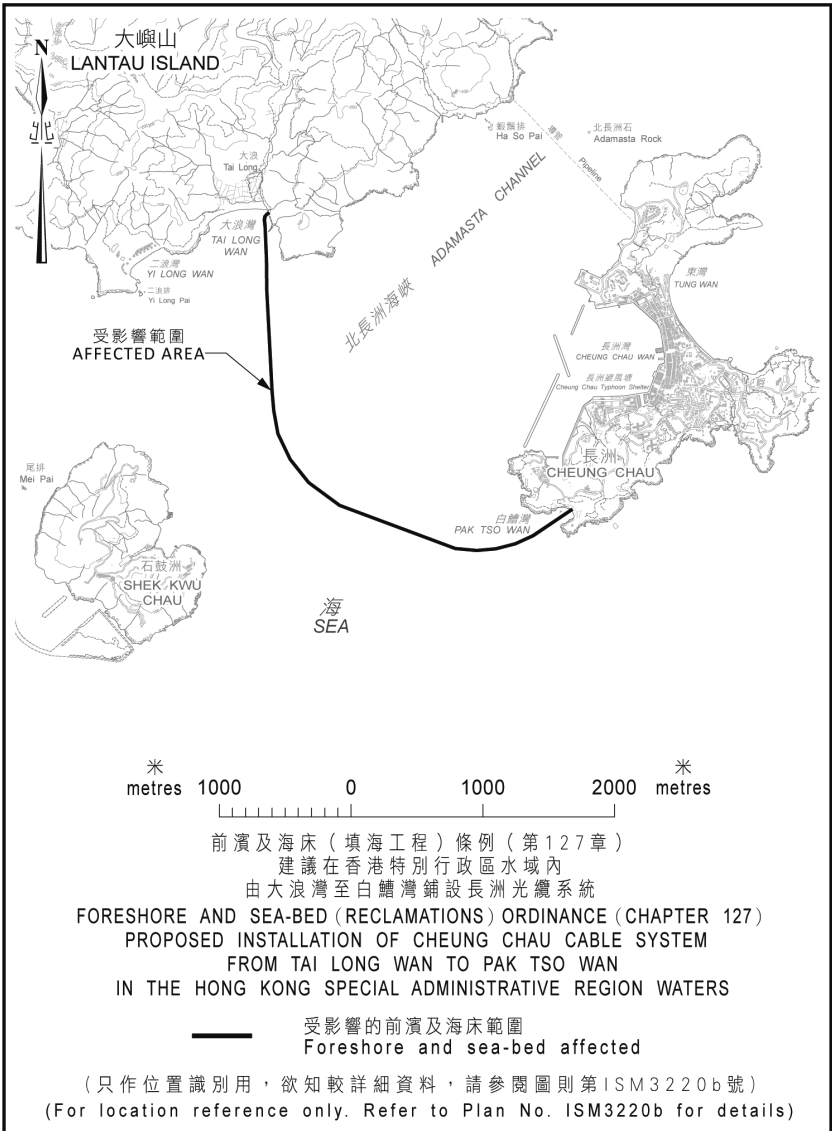 大嶼山
LANTAU ISLAND
N
北
蝦鬚排
Ha So Pai
北長洲石
Adamasta Rock
導管
Pipeline
大浪
Tai Long
大浪灣
TAI LONG
WAN
二浪灣
YI LONG WAN
二浪排
Yi Long Pai
北長洲海峽
ADAMASTA CHANNEL
東灣
TUNG WAN
受影響範圍
AFFECTED AREA
長洲灣
CHEUNG CHAU WAN
長洲避風塘
Cheung Chau Typhoon Shelter
長洲
CHEUNG CHAU
尾排
Mei Pai
白鰽灣
PAK TSO WAN
石鼓洲
SHEK KWU
CHAU
海
SEA
米
metres
1000 0 1000 2000
米
metres
前濱及海床（填海工程）條例（第127章）
建議在香港特別行政區水域內
由大浪灣至白鰽灣鋪設長洲光纜系統
FORESHORE AND SEA-BED (RECLAMATIONS) ORDINANCE (CHAPTER 127)
PROPOSED INSTALLATION OF CHEUNG CHAU CABLE SYSTEM
FROM TAI LONG WAN TO PAK TSO WAN
IN THE HONG KONG SPECIAL ADMINISTRATIVE REGION WATERS
受影響的前濱及海床範圍
Foreshore and sea-bed affected
（只作位置識別用，欲知較詳細資料，請參閱圖則第ISM3220b號）
(For location reference only. Refer to Plan No. ISM3220b for details)